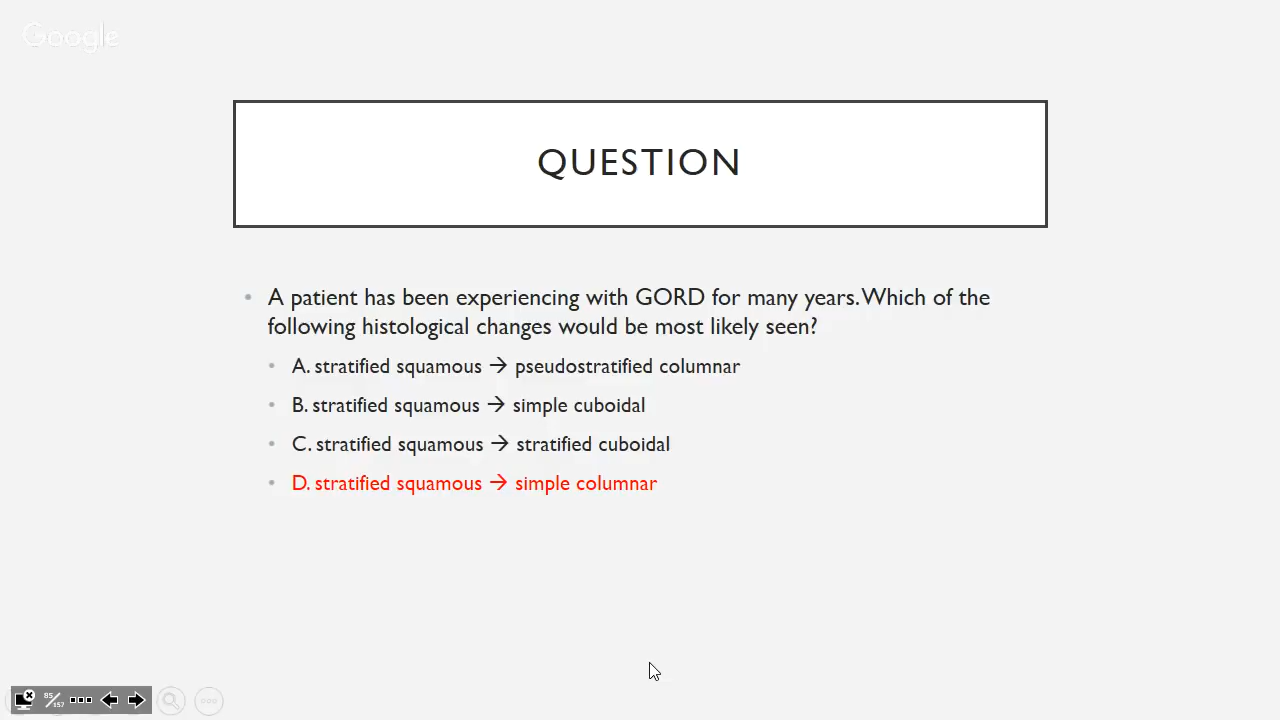 Google
QUESTION
• A patient has been experiencing with GORD for many years. Which of the
following histological changes would be most likely seen?
• A. stratified squamous → pseudostratified columnar
• B. stratified squamous → simple cuboidal
• C. stratified squamous → stratified cuboidal
• D. stratified squamous → simple columnar
85/157